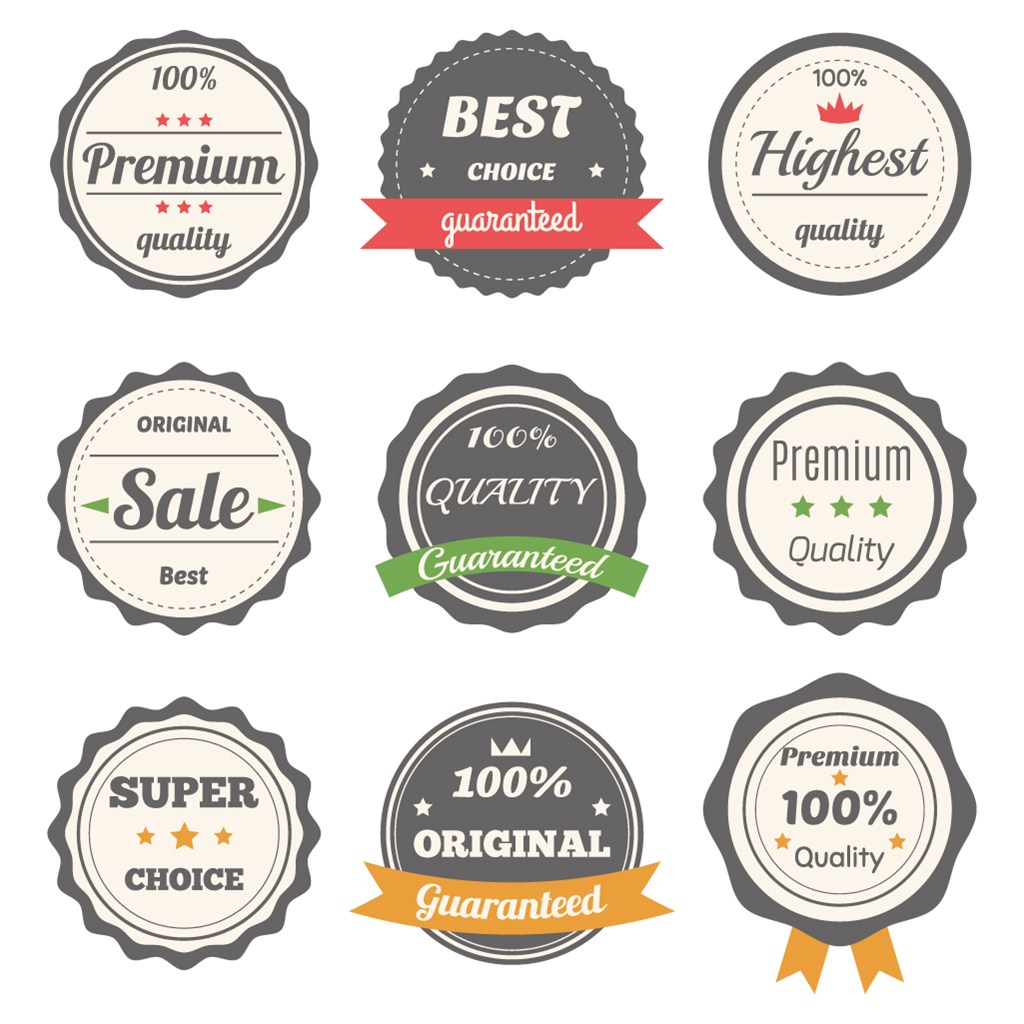 100%
Premium
quality
BEST
CHOICE
guaranteed
100%
Highest
quality
ORIGINAL
Sale
Best
100%
QUALITY
Guaranteed
Premium
Quality
SUPER
CHOICE
100%
ORIGINAL
Guaranteed
Premium
100%
Quality